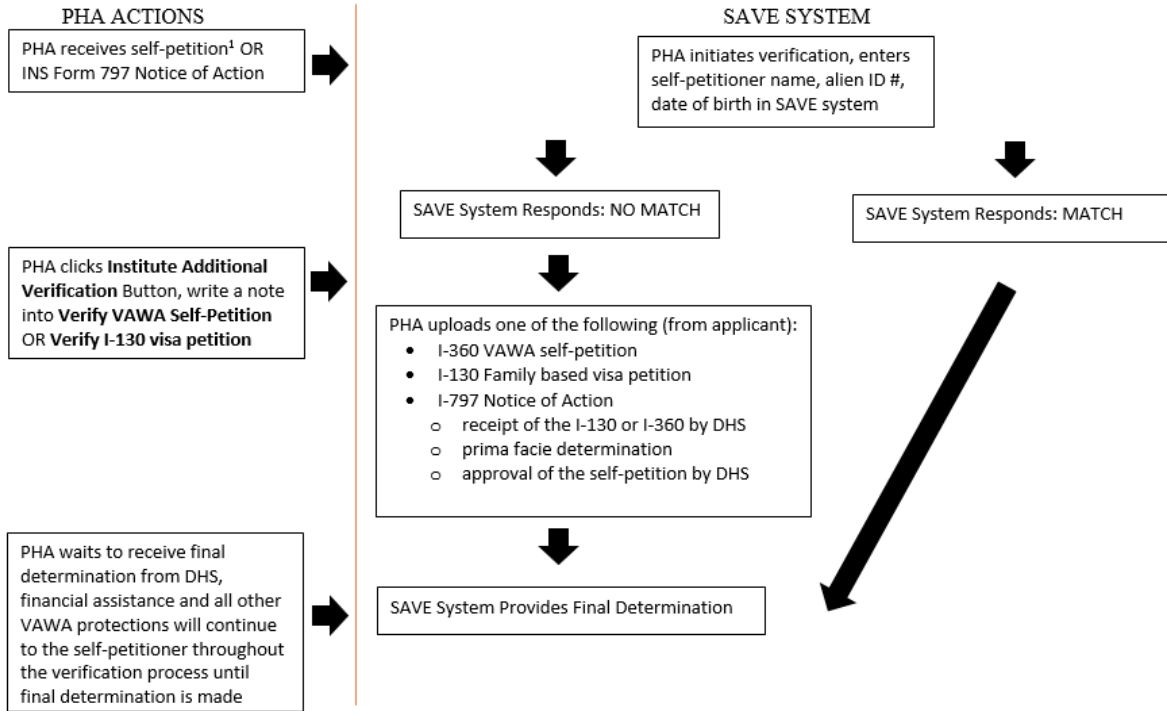 PHA ACTIONS
SAVE SYSTEM
PHA receives self-petition¹ OR
INS Form 797 Notice of Action
PHA initiates verification, enters
self-petitioner name, alien ID #,
date of birth in SAVE system
SAVE System Responds: NO MATCH
SAVE System Responds: MATCH
PHA clicks Institute Additional
Verification Button, write a note
into Verify VAWA Self-Petition
OR Verify I-130 visa petition
PHA uploads one of the following (from applicant):
• I-360 VAWA self-petition
• I-130 Family based visa petition
• I-797 Notice of Action
o receipt of the I-130 or I-360 by DHS
o prima facie determination
o approval of the self-petition by DHS
PHA waits to receive final
determination from DHS,
financial assistance and all other
VAWA protections will continue
to the self-petitioner throughout
the verification process until
final determination is made
SAVE System Provides Final Determination